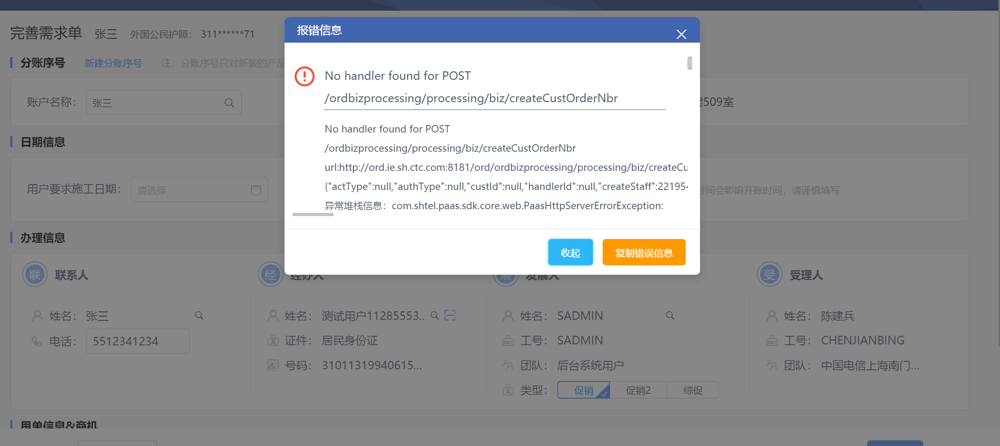 完善需求单 张三 外国公民护照： 311******71
分账序号 新建分账序号 注：分账序号只对新装的产品
账户名称： 张三
509室
日期信息
用户要求施工日期： 请选择
时间会影响开账时间，请谨慎填写
办理信息
报错信息
No handler found for POST
/ordbizprocessing/processing/biz/createCustOrderNbr
No handler found for POST
/ordbizprocessing/processing/biz/createCustOrderNbr
url:http://ord.ie.sh.ctc.com:8181/ord/ordbizprocessing/processing/biz/createCu
{"actType":null,"authType":null,"custId":null,"handlerId":null,"createStaff":22195
异常堆栈信息：com.shtel.paas.sdk.core.web.PaasHttpServerErrorException:
收起 复制错误信息
联 联系人
姓名： 张三
电话： 5512341234
经 经办人
姓名： 测试用户11285553...
证件： 居民身份证
号码： 31011319940615...
展 发展人
姓名： SADMIN
工号： SADMIN
团队： 后台系统用户
类型： 促销 促销2 综促
受 受理人
姓名： 陈建兵
工号： CHENJIANBING
团队： 中国电信上海南门...
甩单信息&商机